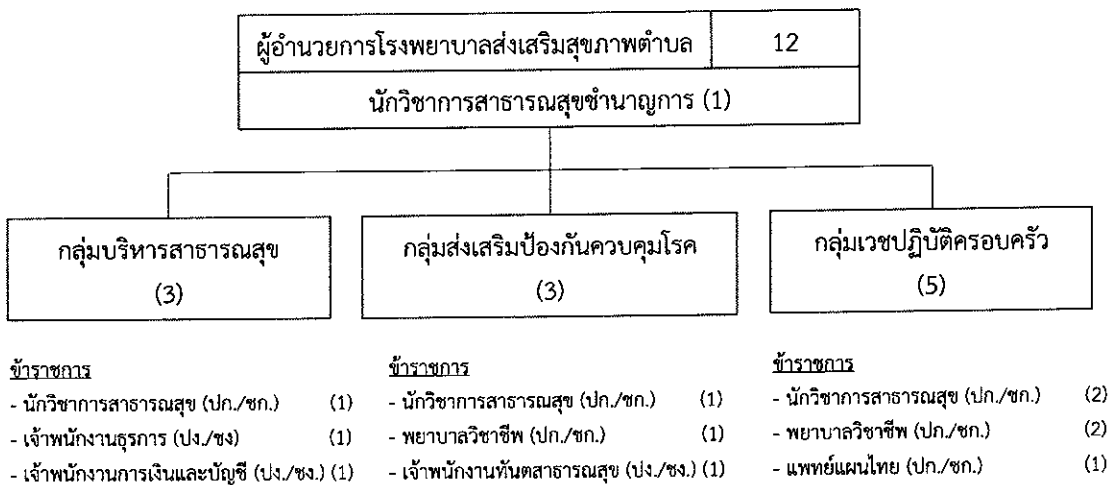 ผู้อำนวยการโรงพยาบาลส่งเสริมสุขภาพตำบล 12
นักวิชาการสาธารณสุขชำนาญการ (1)
กลุ่มบริหารสาธารณสุข
(3)
กลุ่มส่งเสริมป้องกันควบคุมโรค
(3)
กลุ่มเวชปฏิบัติครอบครัว
(5)
ข้าราชการ
- นักวิชาการสาธารณสุข (ปก./ชก.) (1)
- เจ้าพนักงานธุรการ (ปง./ชง) (1)
- เจ้าพนักงานการเงินและบัญชี (ปง./ชง.) (1)
ข้าราชการ
- นักวิชาการสาธารณสุข (ปก./ชก.) (1)
- พยาบาลวิชาชีพ (ปก./ชก.) (1)
- เจ้าพนักงานทันตสาธารณสุข (ปง./ชง.) (1)
ข้าราชการ
- นักวิชาการสาธารณสุข (ปก./ชก.) (2)
- พยาบาลวิชาชีพ (ปก./ชก.) (2)
- แพทย์แผนไทย (ปก./ชก.) (1)